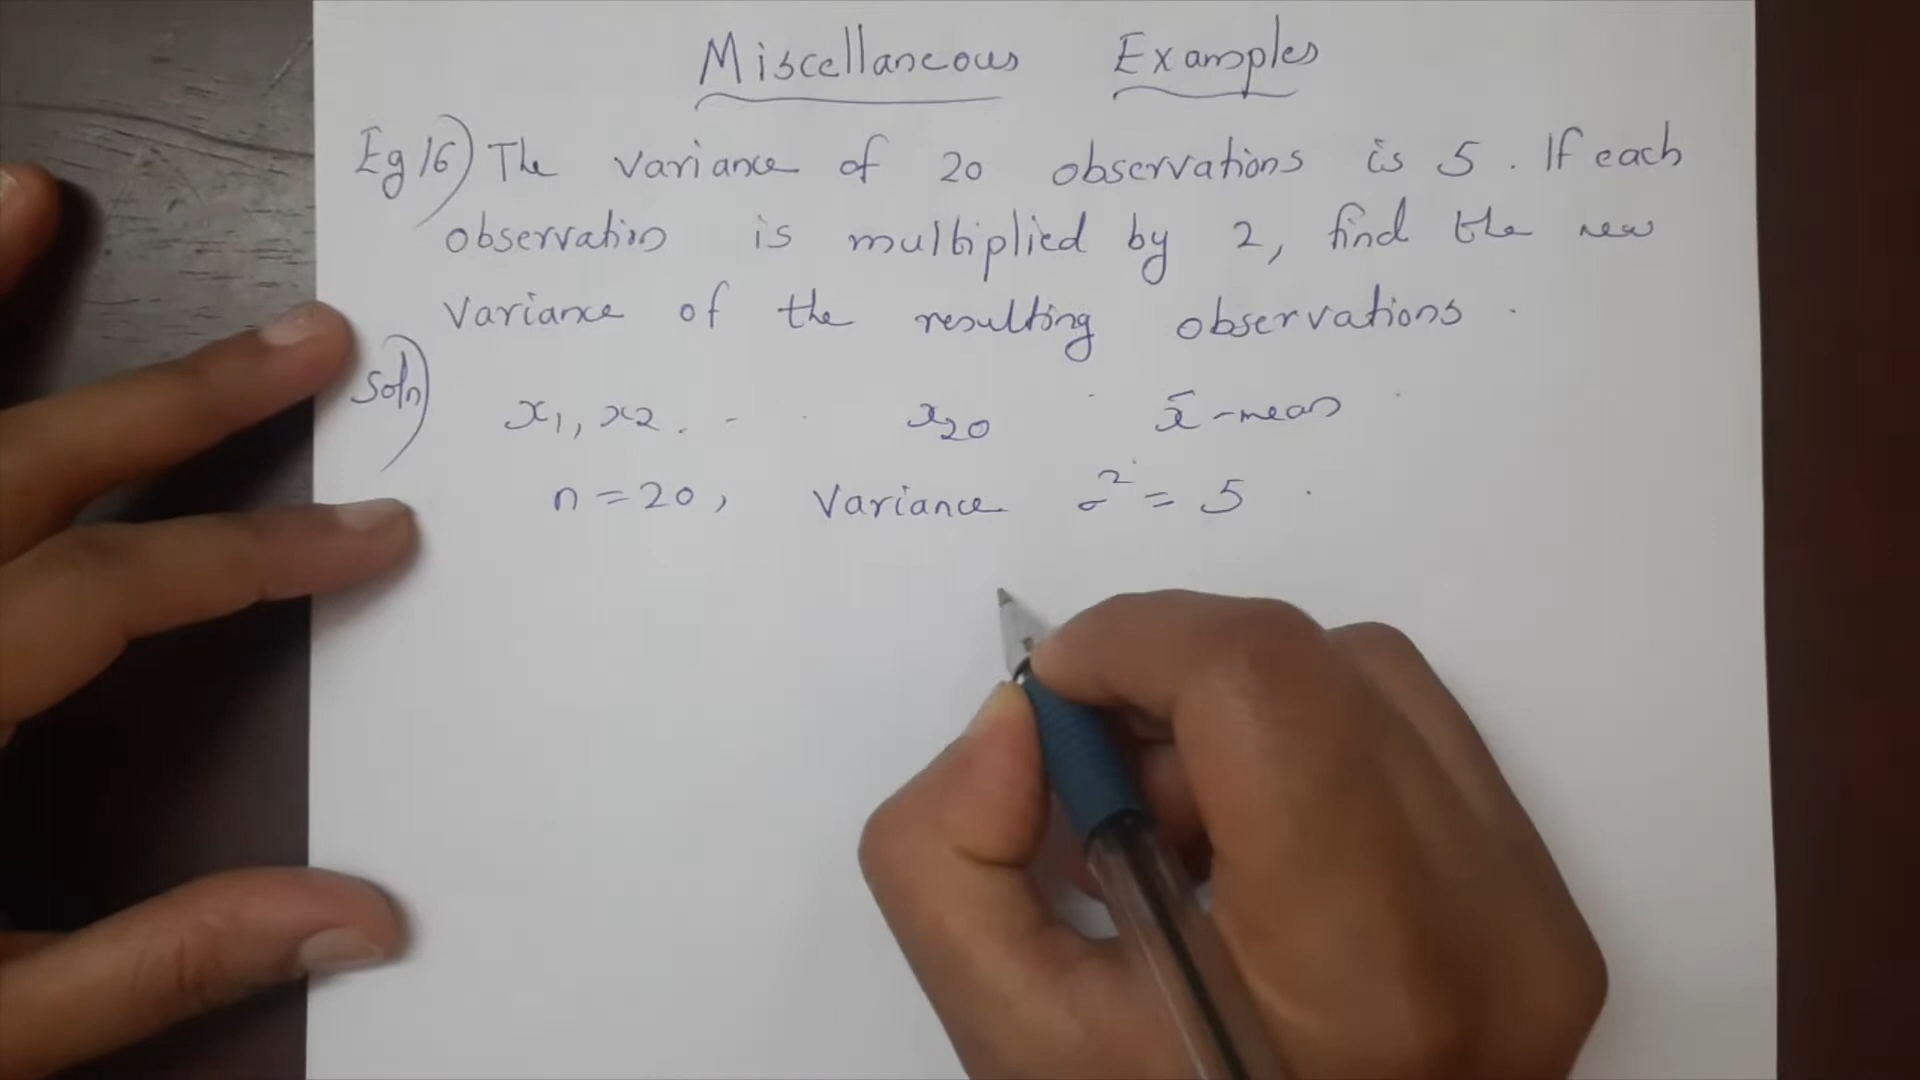 Miscellaneous Examples
Eg 16) The variance of 20 observations is 5. If each
observation is multiplied by 2, find the new
variance of the resulting observations.
Soln) x₁, x₂, - . x₂₀ x̄ - mean
n = 20, Variance σ² = 5.